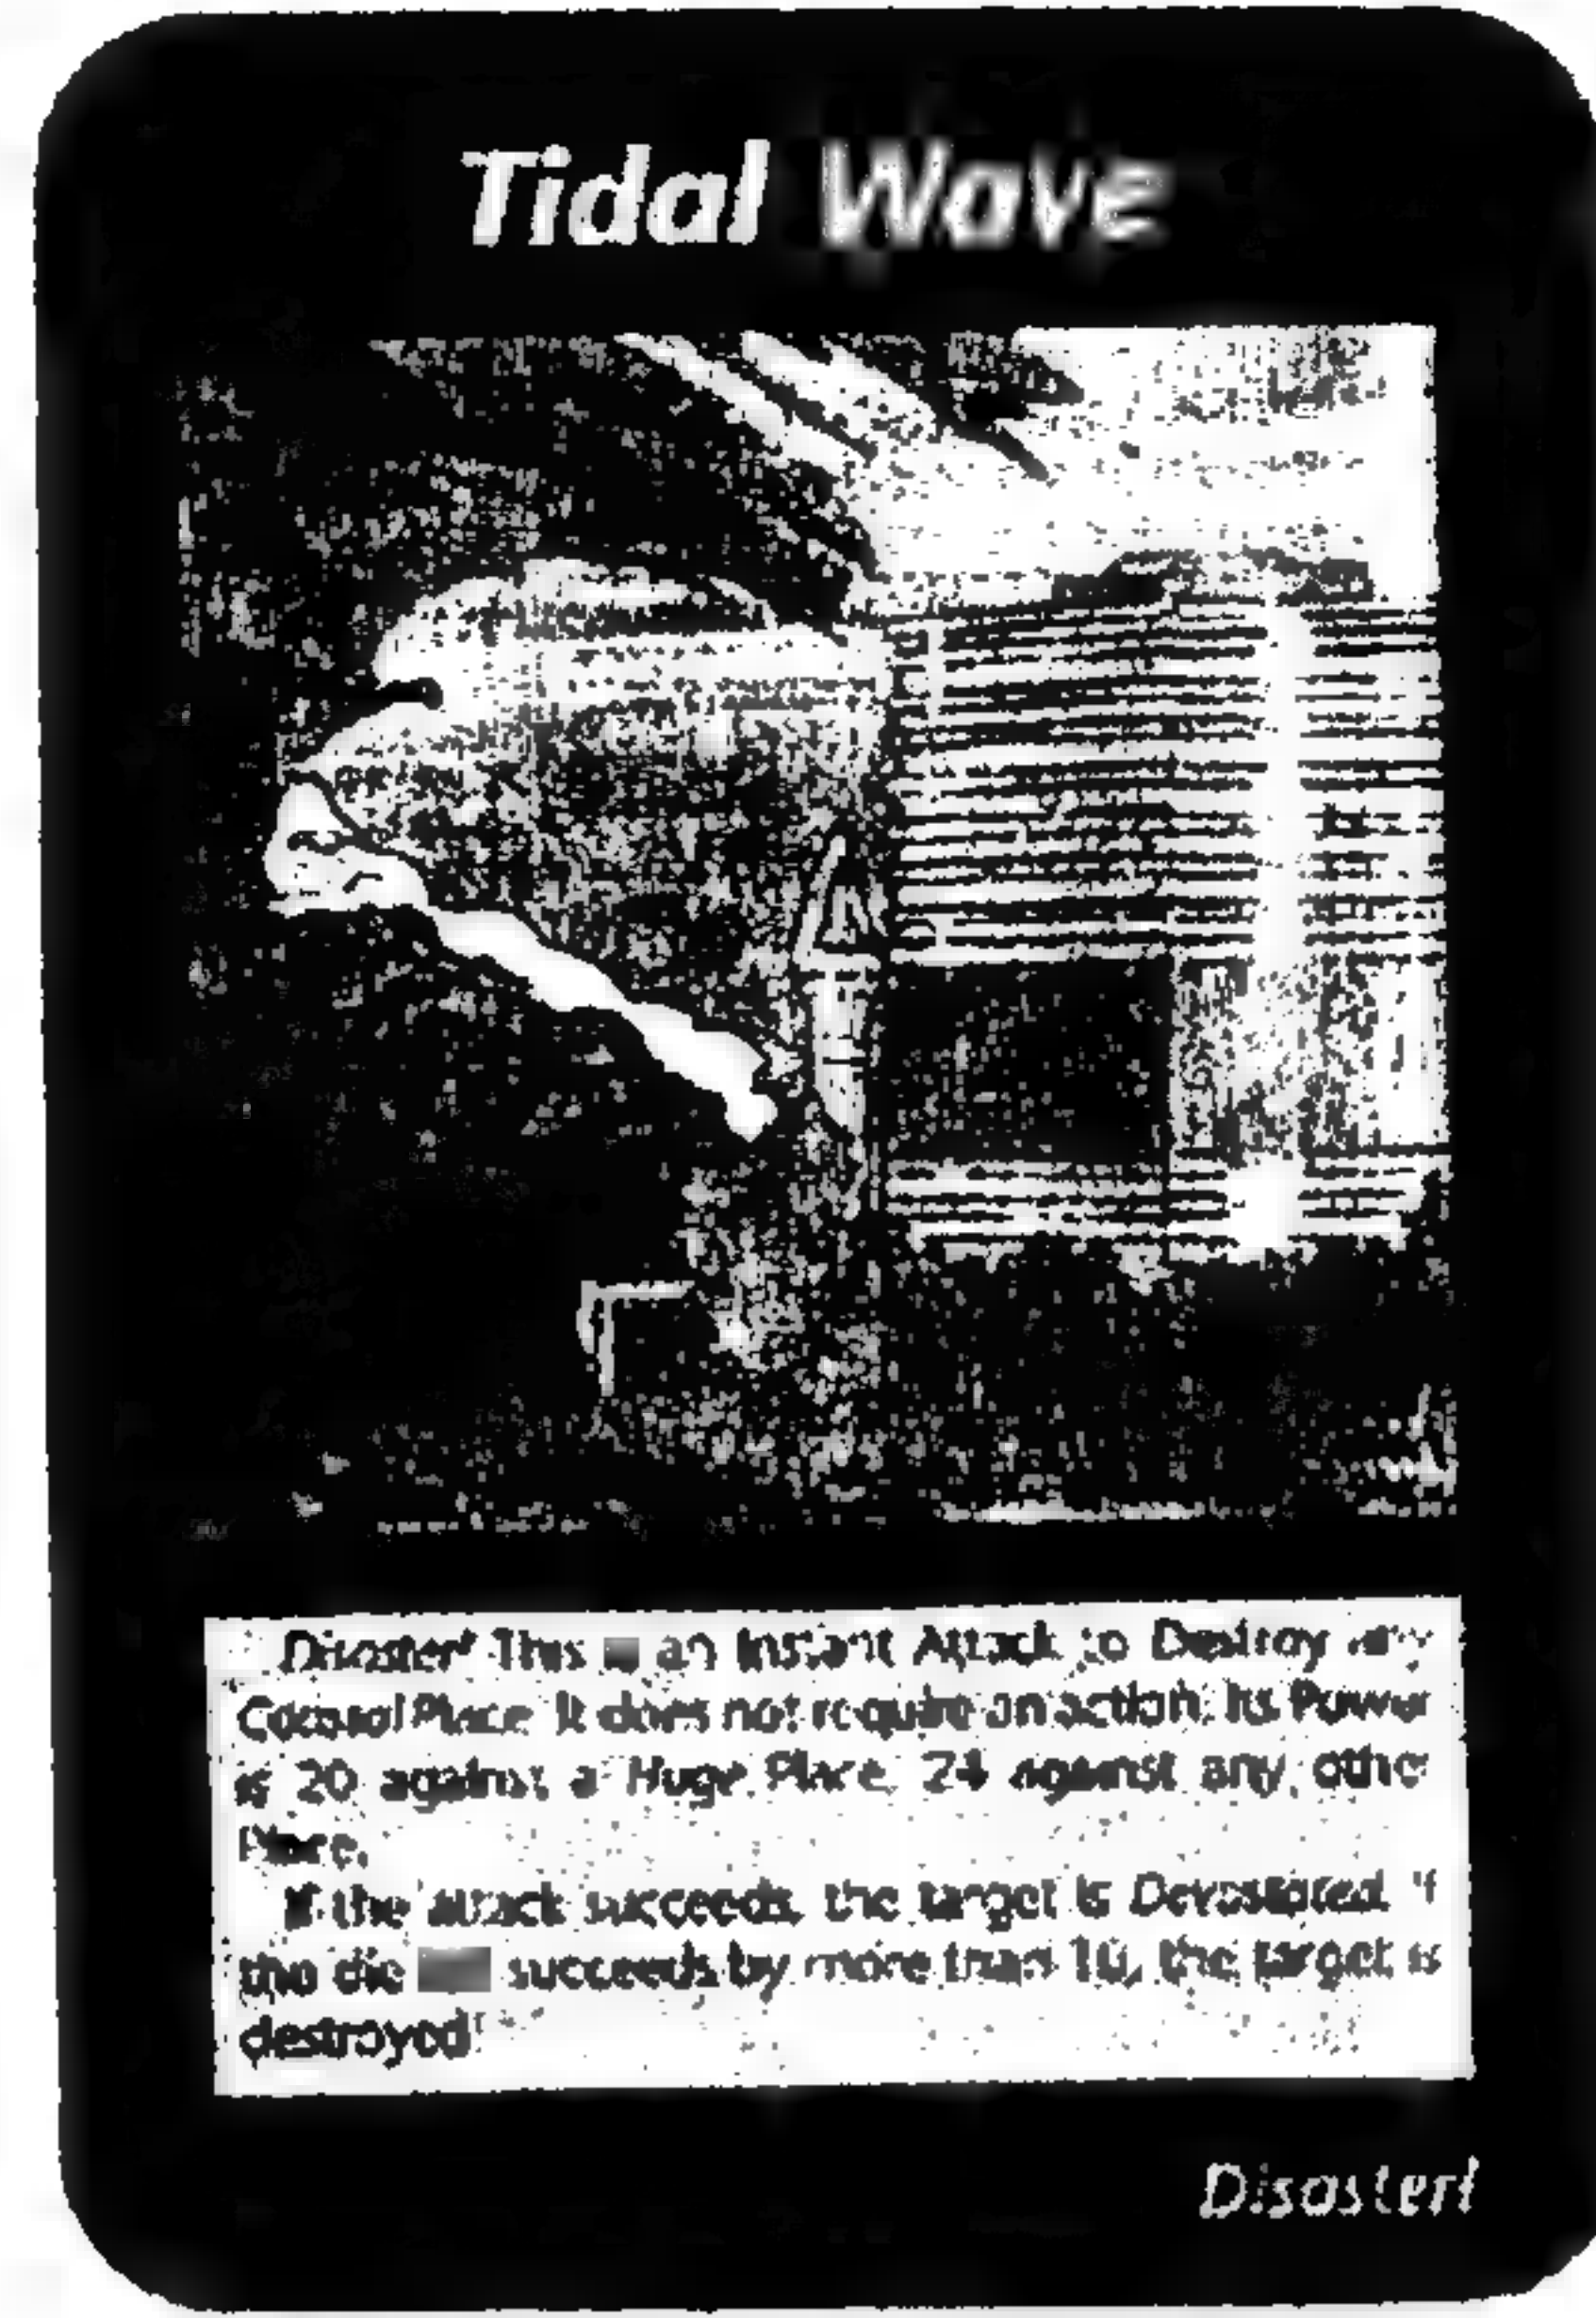 Tidal Wave
Disaster! This an Instant Attack to Destroy any
Coastal Place. It does not require an action. Its Power
is 20 against a Huge Place, 24 against any other
Place.
If the attack succeeds, the target is Devastated. If
the die succeeds by more than 10, the target is
destroyed!
Disaster!